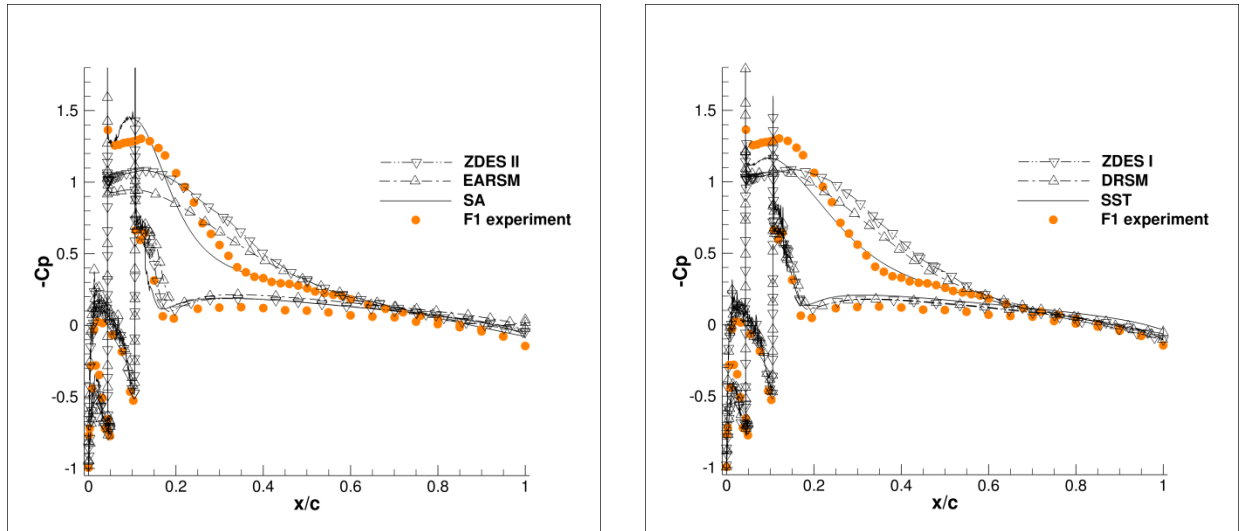 1.5
1
0.5
0
-0.5
-1
-Cp
0 0.2 0.4 0.6 0.8 1
x/c
ZDES II
EARSM
SA
F1 experiment
1.5
1
0.5
0
-0.5
-1
-Cp
0 0.2 0.4 0.6 0.8 1
x/c
ZDES I
DRSM
SST
F1 experiment